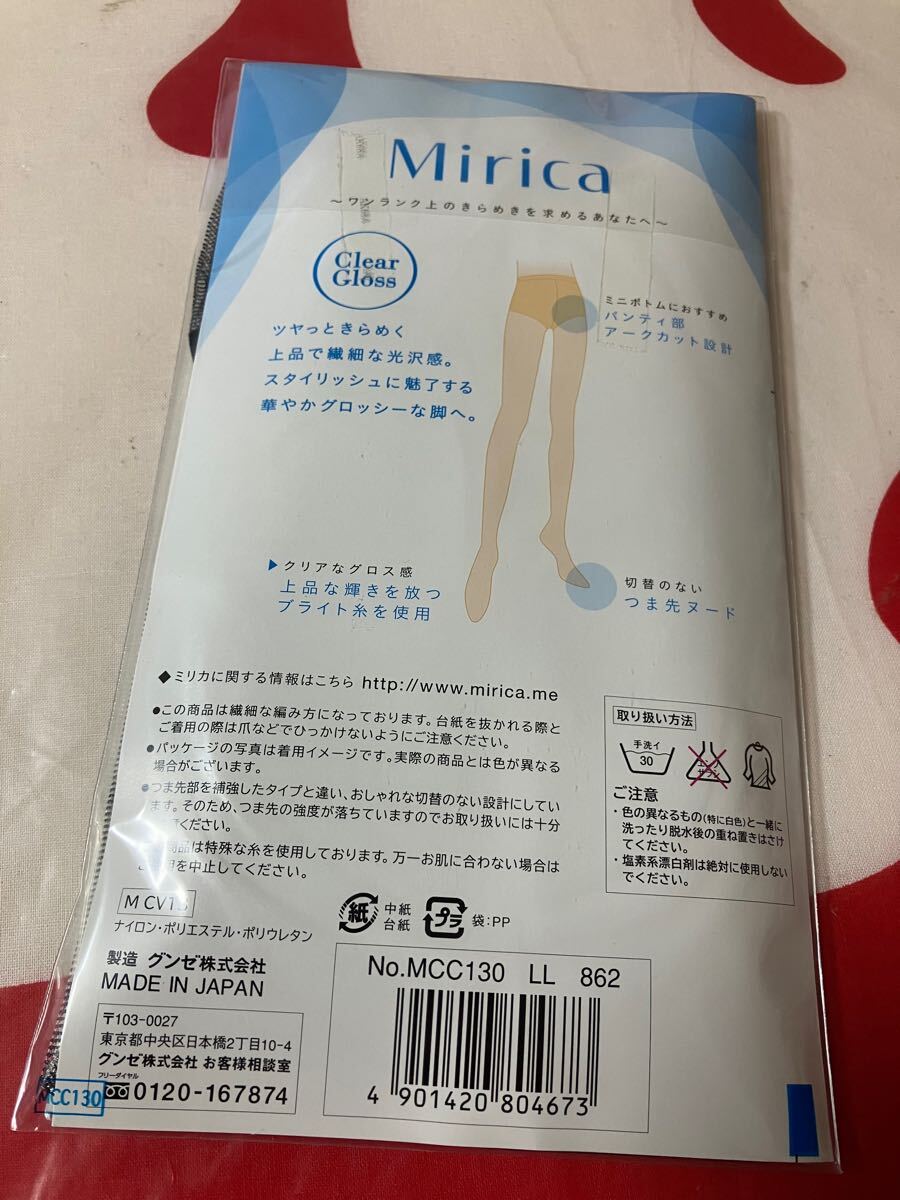 Mirica
～ワンランク上のきらめきを求めるあなたへ～
Clear
Gloss
ツヤっときらめく
上品で繊細な光沢感。
スタイリッシュに魅了する
華やかグロッシーな脚へ。
ミニボトムにおすすめ
パンティ部
アークカット設計
▶クリアなグロス感
上品な輝きを放つ
ブライト糸を使用
切替のない
つま先ヌード
◆ミリカに関する情報はこちら http://www.mirica.me
●この商品は繊細な編み方になっております。台紙を抜かれる際と
ご着用の際は爪などでひっかけないようにご注意ください。
●パッケージの写真は着用イメージです。実際の商品とは色が異なる
場合がございます。
●つま先部を補強したタイプと違い、おしゃれな切替のない設計にしてい
ます。そのため、つま先の強度が落ちていますのでお取り扱いには十分
ください。
商品は特殊な糸を使用しております。万一お肌に合わない場合は
用を中止してください。
取り扱い方法
手洗イ
30
エンソ
サラシ
ご注意
・色の異なるもの(特に白色)と一緒に
洗ったり脱水後の重ね置きはさけ
てください。
・塩素系漂白剤は絶対に使用しない
でください。
M CV13
ナイロン・ポリエステル・ポリウレタン
紙
中紙
台紙
プラ
袋:PP
製造 グンゼ株式会社
MADE IN JAPAN
〒103-0027
東京都中央区日本橋2丁目10-4
グンゼ株式会社 お客様相談室
フリーダイヤル
0120-167874
No.MCC130 LL 862
4 901420 804673
MCC130